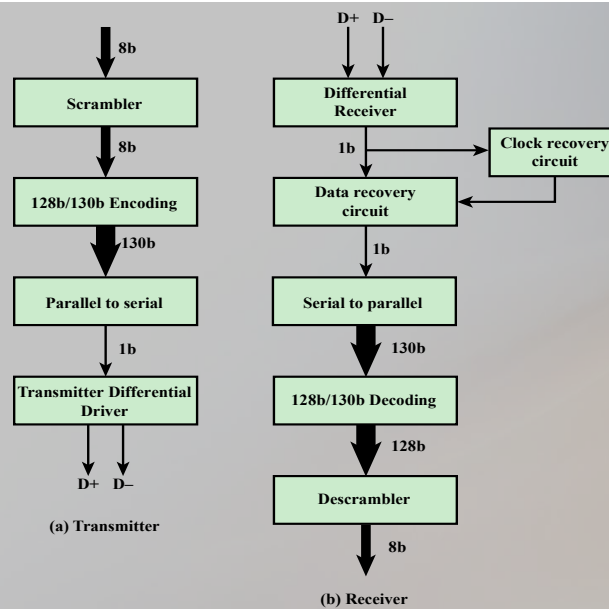 8b
Scrambler
8b
128b/130b Encoding
130b
Parallel to serial
1b
Transmitter Differential
Driver
D+ D–
(a) Transmitter
D+ D–
Differential
Receiver
1b
Clock recovery
circuit
Data recovery
circuit
1b
Serial to parallel
130b
128b/130b Decoding
128b
Descrambler
8b
(b) Receiver